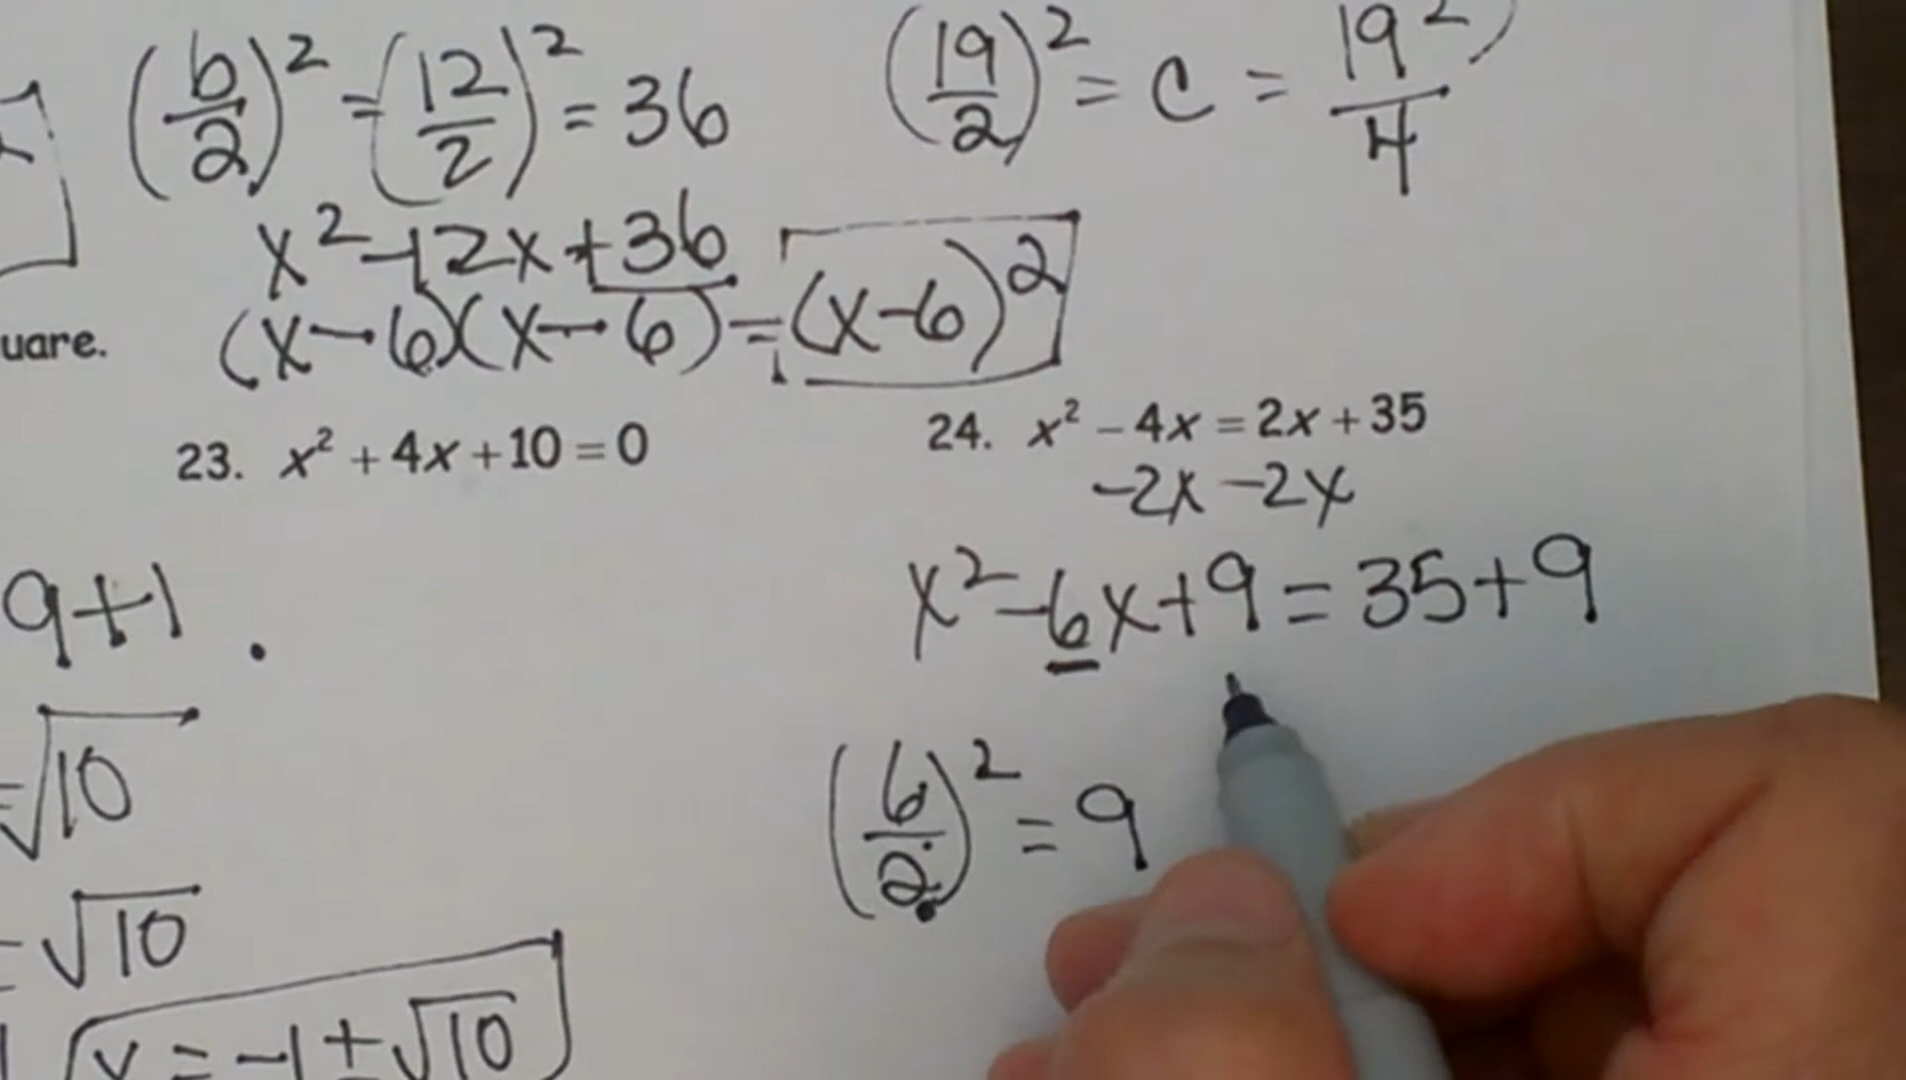 (b/2)² = (12/2)² = 36
(19/2)² = c = 19²/4
x² - 12x + 36
(x - 6)(x - 6) = (x - 6)²
uare.
23. x² + 4x + 10 = 0
24. x² - 4x = 2x + 35
-2x -2x
9 + 1
x² - 6x + 9 = 35 + 9
= √10
(6/2)² = 9
= √10
x = -1 ± √10